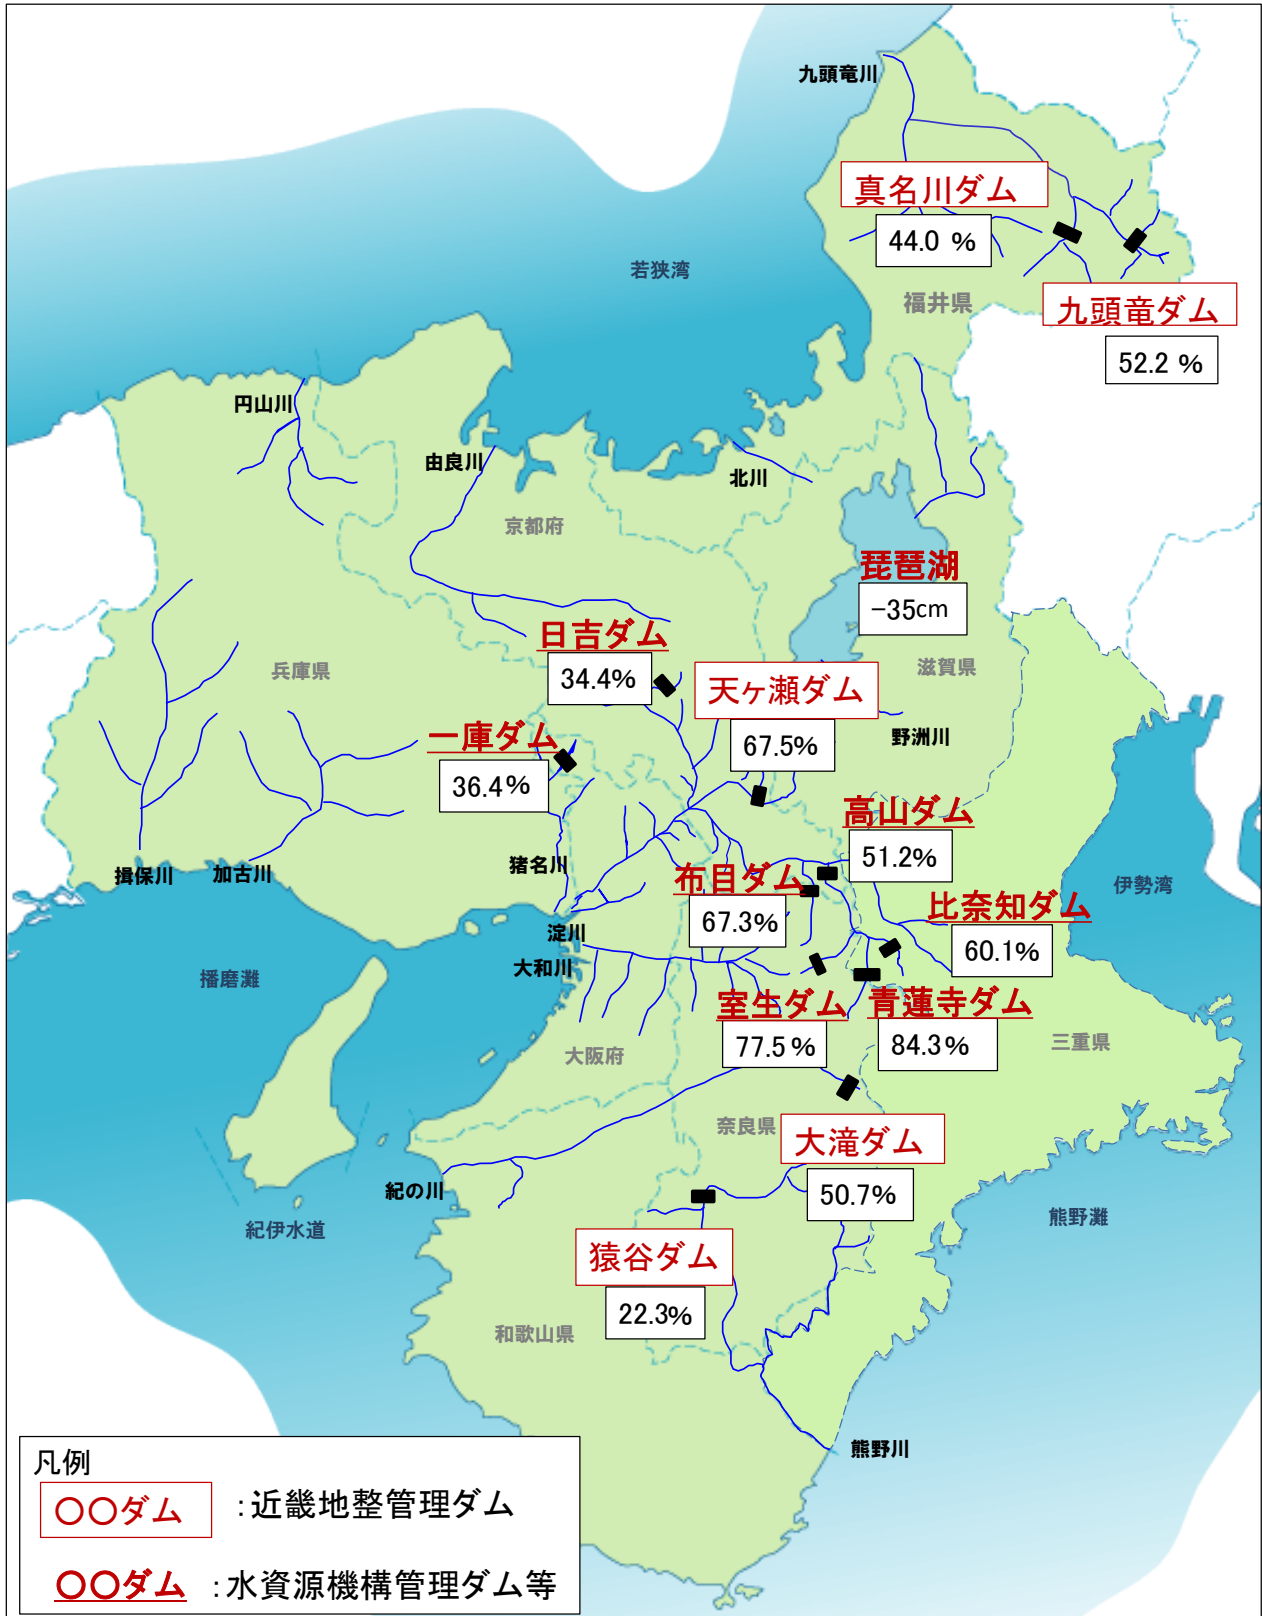 九頭竜川
真名川ダム
44.0 %
若狭湾
福井県
九頭竜ダム
52.2 %
円山川
由良川
北川
京都府
琵琶湖
-35cm
日吉ダム
34.4%
兵庫県
滋賀県
天ヶ瀬ダム
67.5%
野洲川
一庫ダム
36.4%
高山ダム
51.2%
猪名川
揖保川
加古川
布目ダム
67.3%
伊勢湾
比奈知ダム
60.1%
淀川
大和川
播磨灘
室生ダム
77.5%
青蓮寺ダム
84.3%
大阪府
三重県
奈良県
大滝ダム
50.7%
紀の川
紀伊水道
熊野灘
猿谷ダム
22.3%
和歌山県
熊野川
凡例
〇〇ダム :近畿地整管理ダム
〇〇ダム :水資源機構管理ダム等